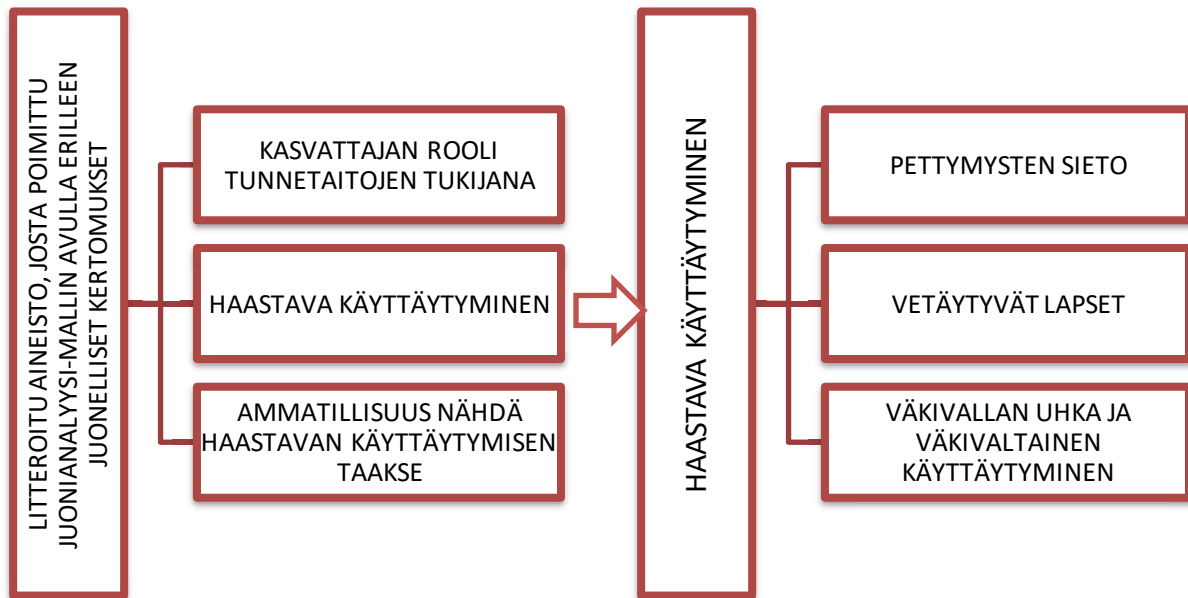 LITTEROITU AINEISTO, JOSTA POIMITTU
JUONIANALYYSI-MALLIN AVULLA ERILLEEN
JUONELLISET KERTOMUKSET
KASVATTAJAN ROOLI
TUNNETAITOJEN TUKIJANA
HAASTAVA KÄYTTÄYTYMINEN
AMMATILLISUUS NÄHDÄ
HAASTAVAN KÄYTTÄYTYMISEN
TAAKSE
HAASTAVA KÄYTTÄYTYMINEN
PETTYMYSTEN SIETO
VETÄYTYVÄT LAPSET
VÄKIVALLAN UHKA JA
VÄKIVALTAINEN
KÄYTTÄYTYMINEN